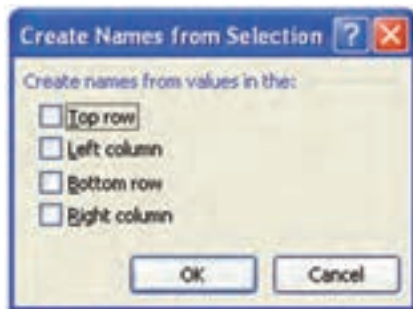 Create Names from Selection ?
Create names from values in the:
Top row
Left column
Bottom row
Right column
OK Cancel